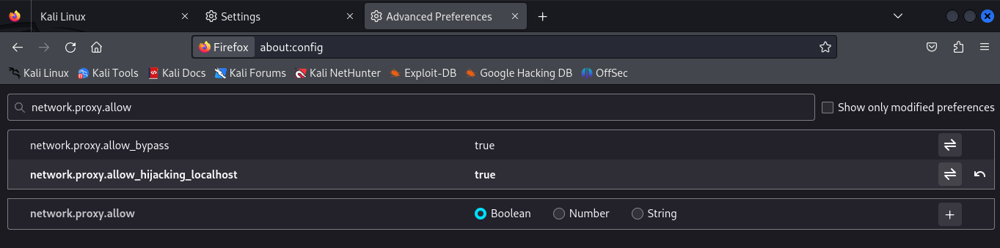 Kali Linux Settings Advanced Preferences
Firefox about:config
Kali Linux Kali Tools Kali Docs Kali Forums Kali NetHunter Exploit-DB Google Hacking DB OffSec
network.proxy.allow Show only modified preferences
network.proxy.allow_bypass true
network.proxy.allow_hijacking_localhost true
network.proxy.allow Boolean Number String